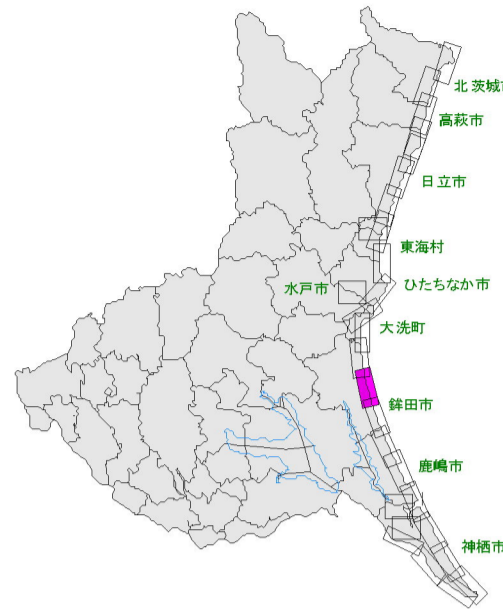 北茨城市
高萩市
日立市
東海村
ひたちなか市
水戸市
大洗町
鉾田市
鹿嶋市
神栖市